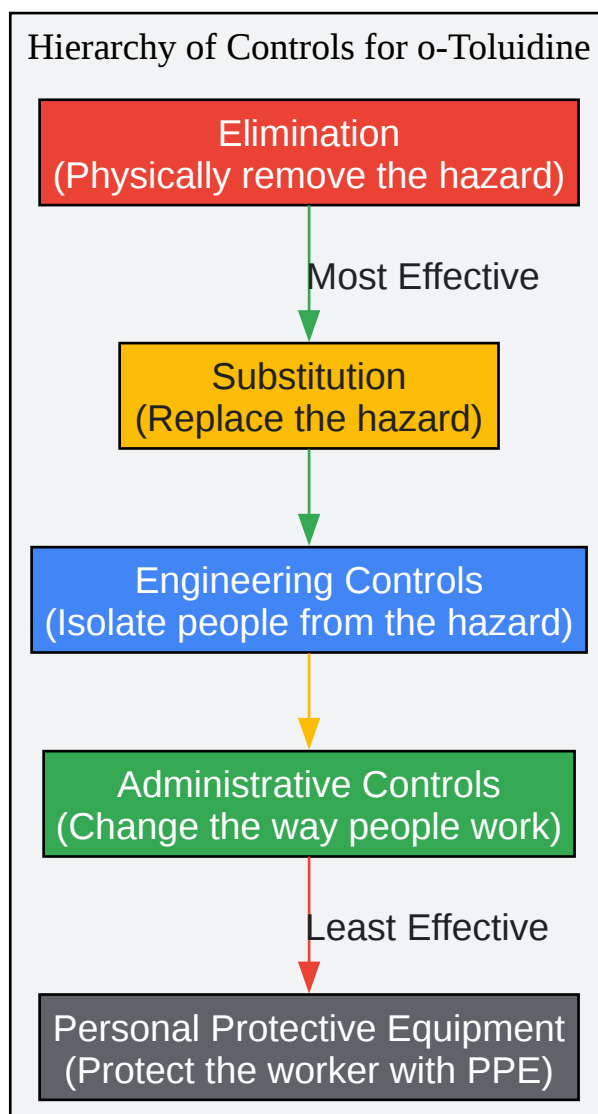 Hierarchy of Controls for o-Toluidine
Elimination
(Physically remove the hazard)
Most Effective
Substitution
(Replace the hazard)
Engineering Controls
(Isolate people from the hazard)
Administrative Controls
(Change the way people work)
Least Effective
Personal Protective Equipment
(Protect the worker with PPE)